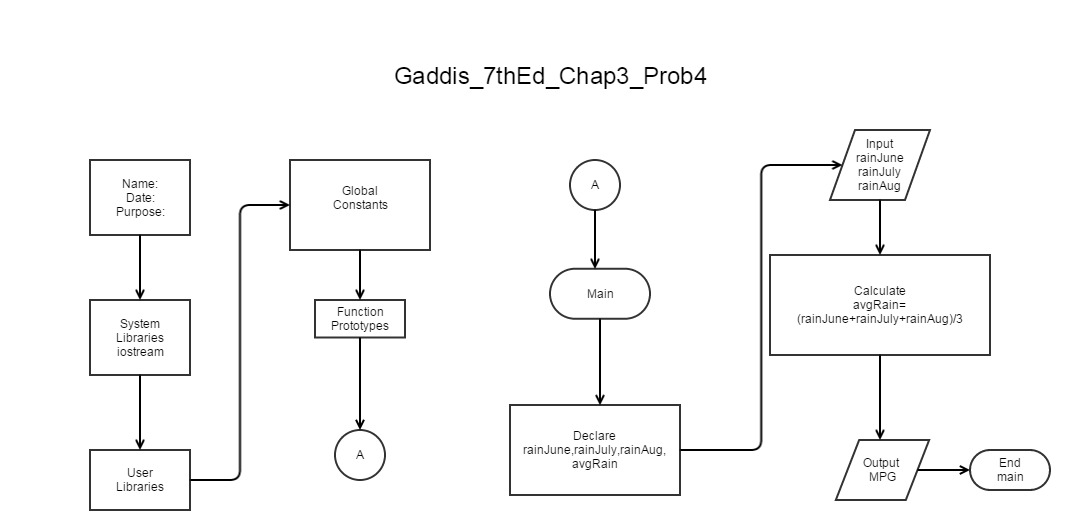 Gaddis_7thEd_Chap3_Prob4
Name:
Date:
Purpose:
System
Libraries
iostream
User
Libraries
Global
Constants
Function
Prototypes
A
A
Main
Declare
rainJune,rainJuly,rainAug,
avgRain
Input
rainJune
rainJuly
rainAug
Calculate
avgRain=
(rainJune+rainJuly+rainAug)/3
Output
MPG
End
main